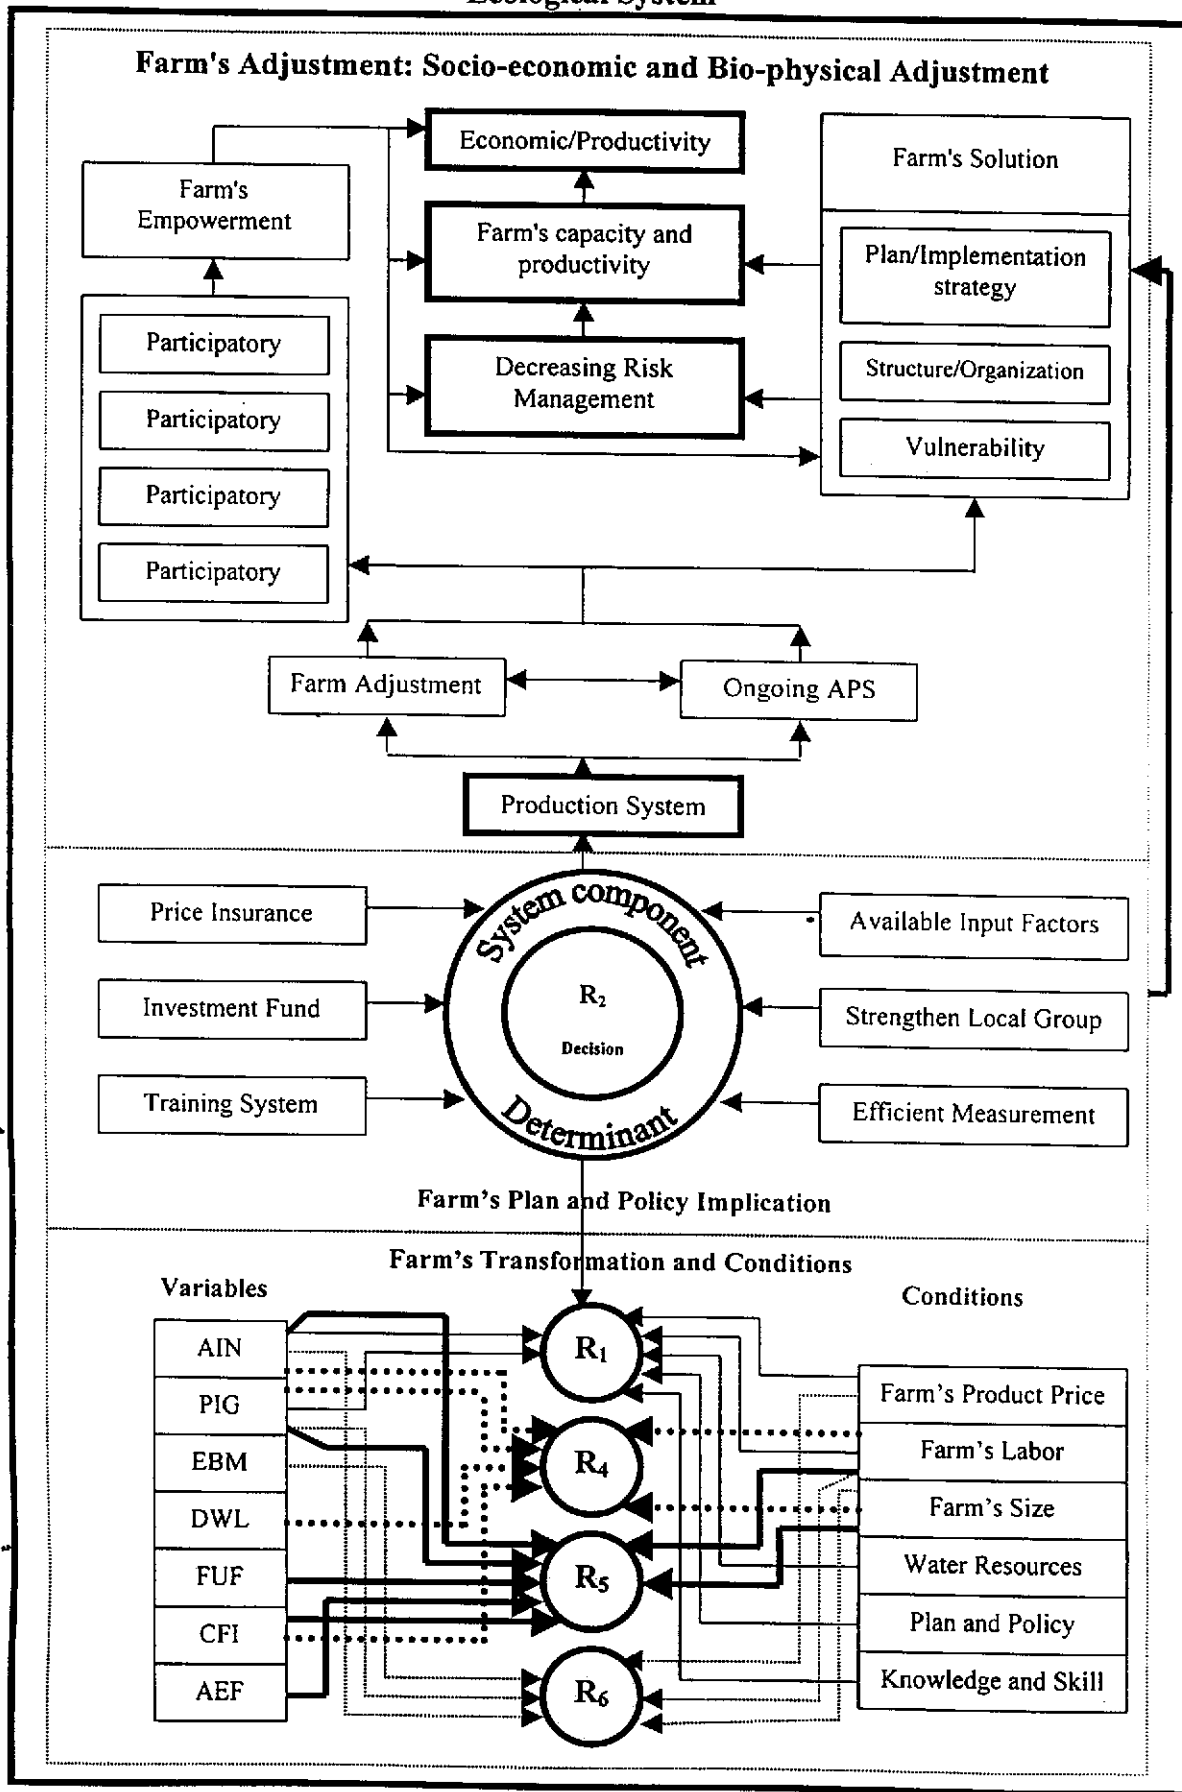 Ecological System
Farm's Adjustment: Socio-economic and Bio-physical Adjustment
Economic/Productivity
Farm's Solution
Farm's
Empowerment
Farm's capacity and
productivity
Plan/Implementation
strategy
Participatory
Decreasing Risk
Management
Structure/Organization
Participatory
Vulnerability
Participatory
Participatory
Farm Adjustment
Ongoing APS
Production System
Price Insurance
System component
Available Input Factors
Investment Fund
R₂
Decision
Strengthen Local Group
Training System
Determinant
Efficient Measurement
Farm's Plan and Policy Implication
Farm's Transformation and Conditions
Variables
Conditions
AIN
PIG
EBM
DWL
FUF
CFI
AEF
R₁
R₄
R₅
R₆
Farm's Product Price
Farm's Labor
Farm's Size
Water Resources
Plan and Policy
Knowledge and Skill